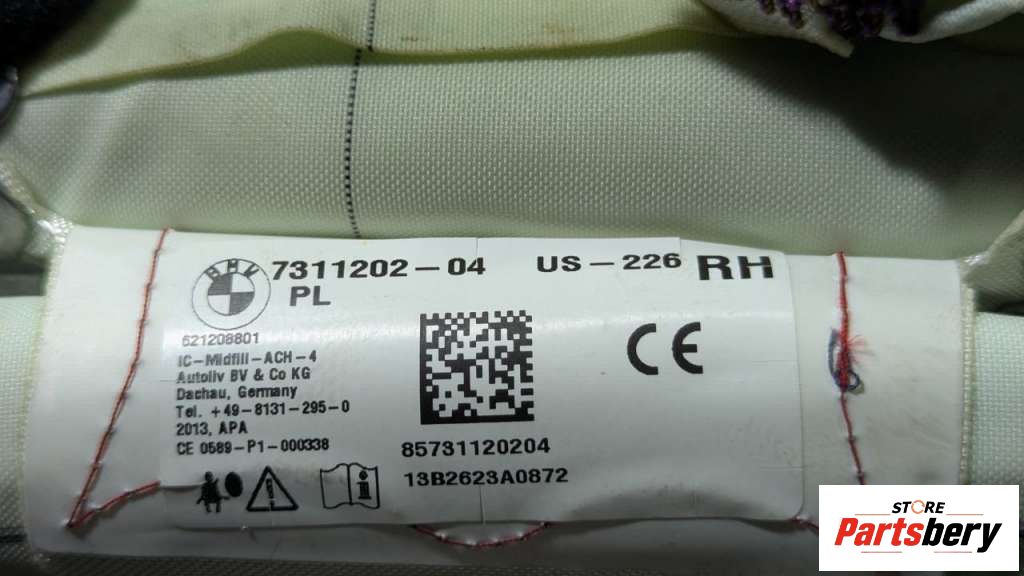 BMW
7311202-04 US-226 RH
PL
621208801
IC-Midfill-ACH-4
Autoliv BV & Co KG
Dachau, Germany
Tel. +49-8131-295-0
2013, APA
CE 0589-P1-000338
CE
85731120204
13B2623A0872
STORE
Partsbery